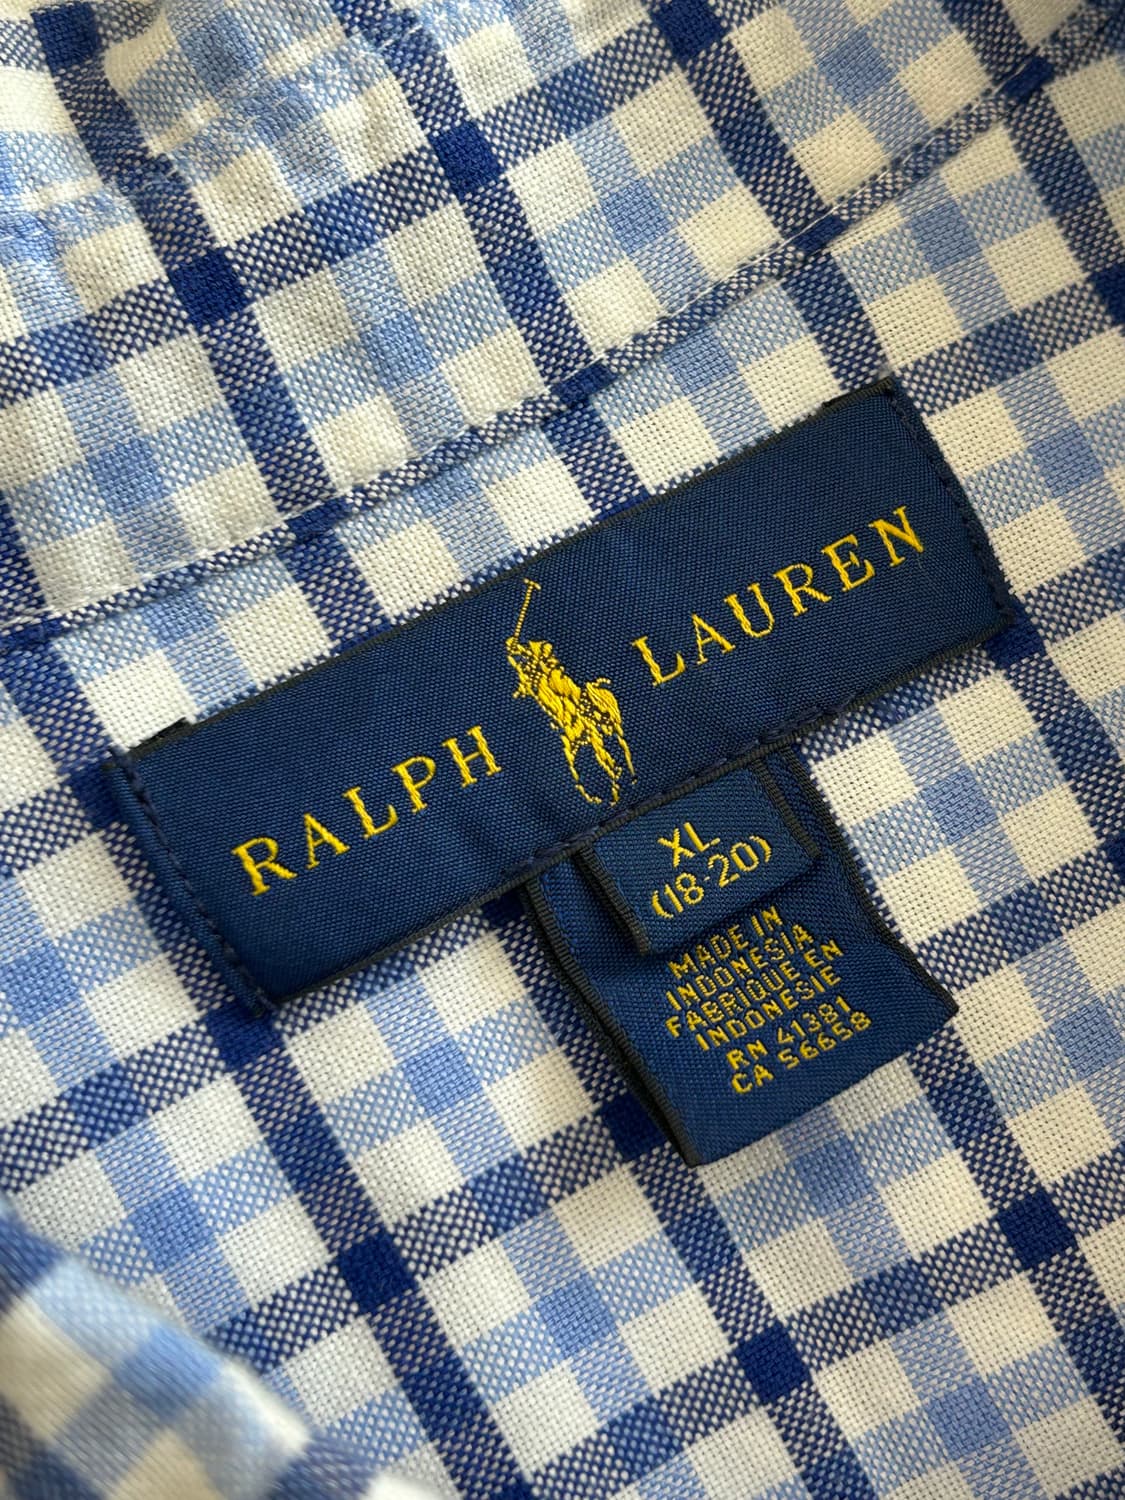 RALPH LAUREN
XL
(18-20)
MADE IN
INDONESIA
FABRIQUE EN
INDONESIE
RN 41381
CA 56658